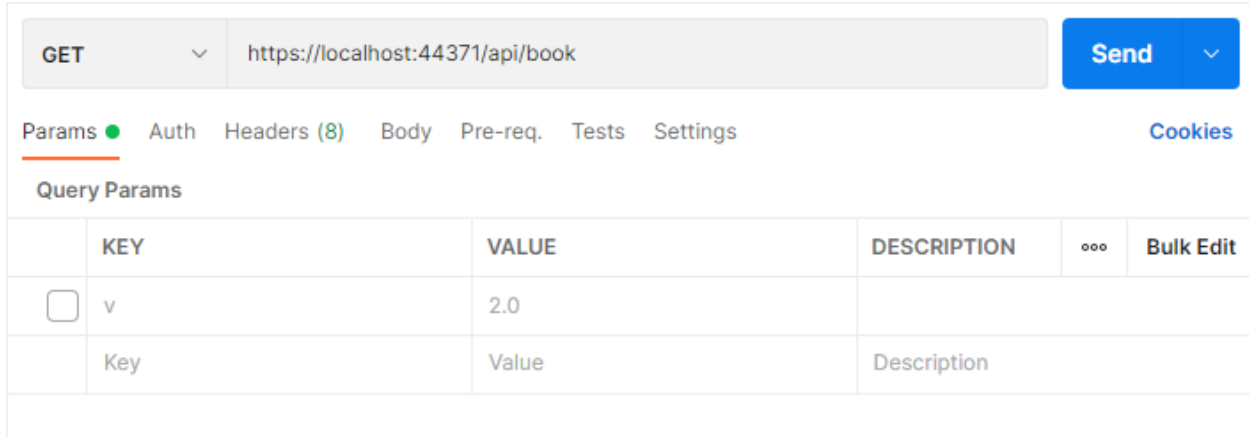 GET https://localhost:44371/api/book Send
Params Auth Headers (8) Body Pre-req. Tests Settings Cookies
Query Params
KEY VALUE DESCRIPTION ooo Bulk Edit
v 2.0
Key Value Description